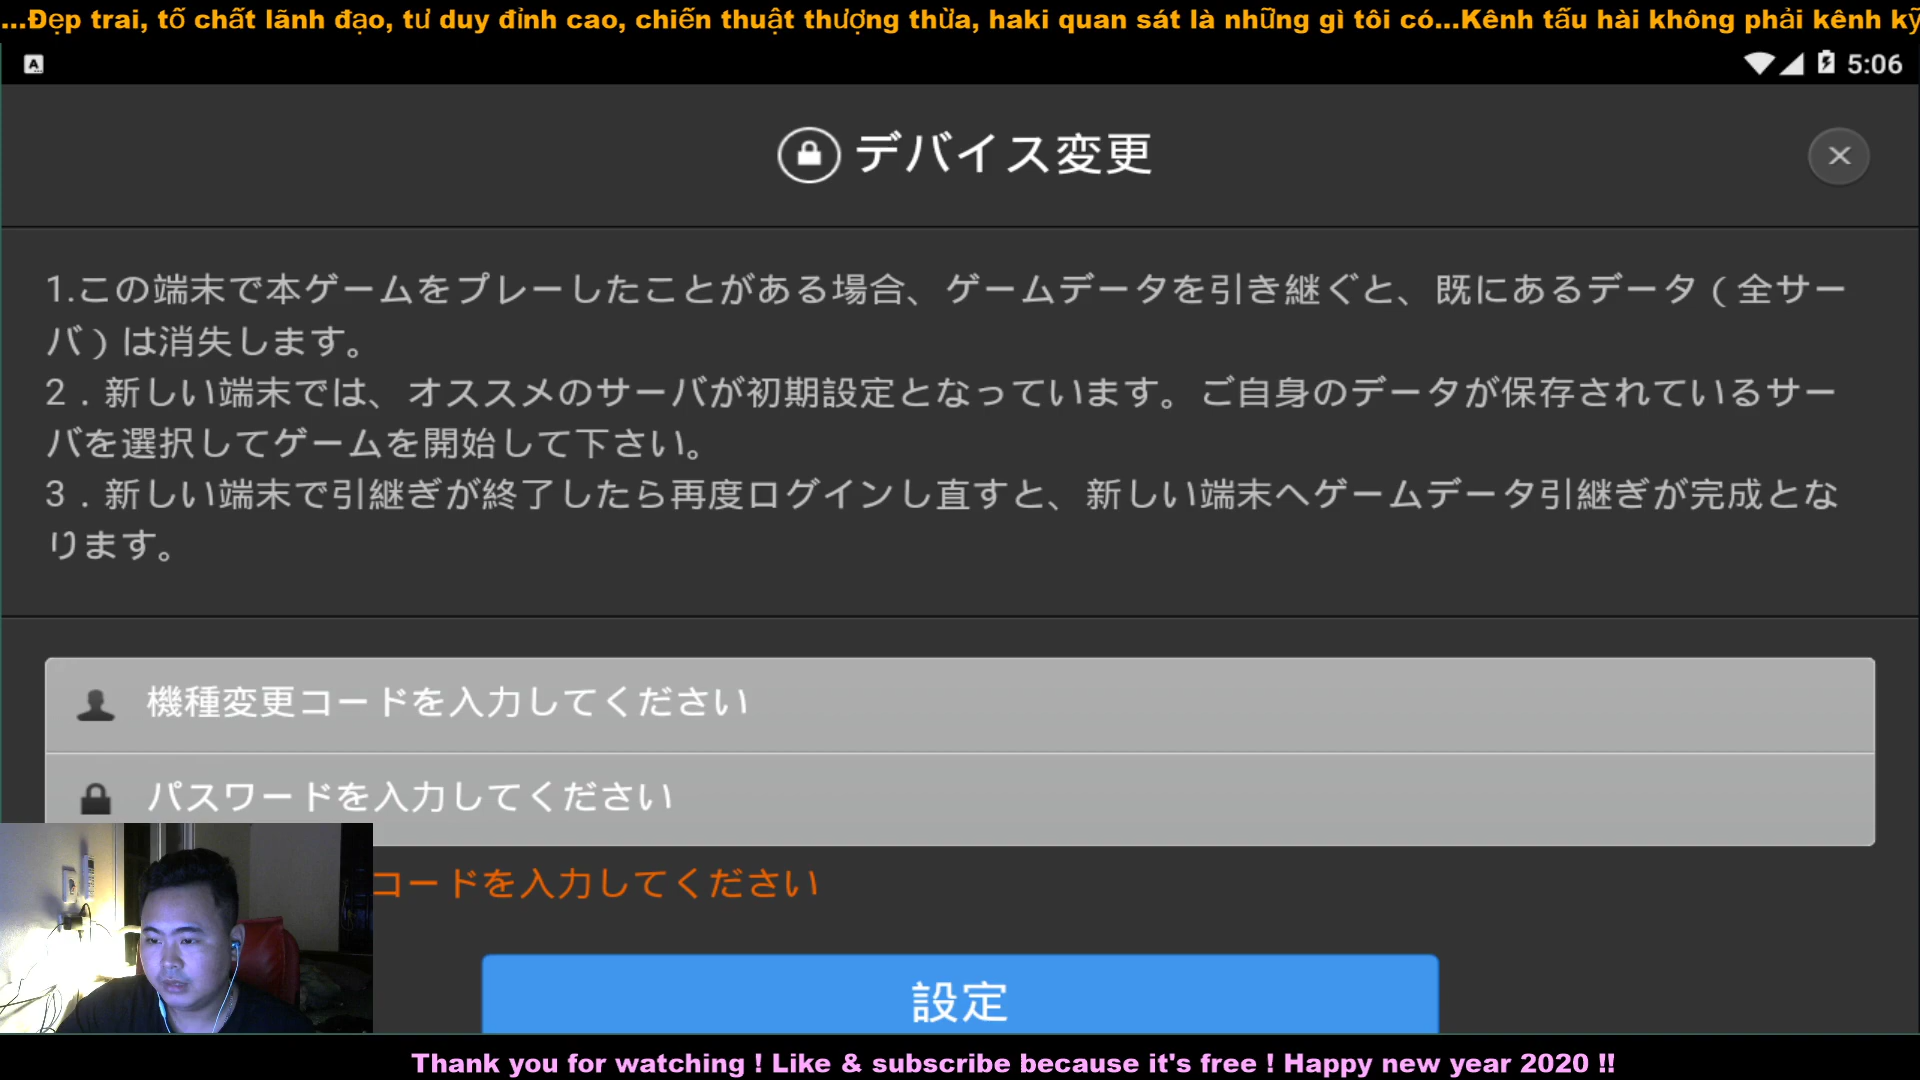 ...Đẹp trai, tố chất lãnh đạo, tư duy đỉnh cao, chiến thuật thượng thừa, haki quan sát là những gì tôi có...Kênh tấu hài không phải kênh kỹ
A
5:06
デバイス変更
1.この端末で本ゲームをプレーしたことがある場合、ゲームデータを引き継ぐと、既にあるデータ（全サー
バ）は消失します。
2．新しい端末では、オススメのサーバが初期設定となっています。ご自身のデータが保存されているサー
バを選択してゲームを開始して下さい。
3．新しい端末で引継ぎが終了したら再度ログインし直すと、新しい端末へゲームデータ引継ぎが完成とな
ります。
機種変更コードを入力してください
パスワードを入力してください
コードを入力してください
設定
Thank you for watching ! Like & subscribe because it's free ! Happy new year 2020 !!